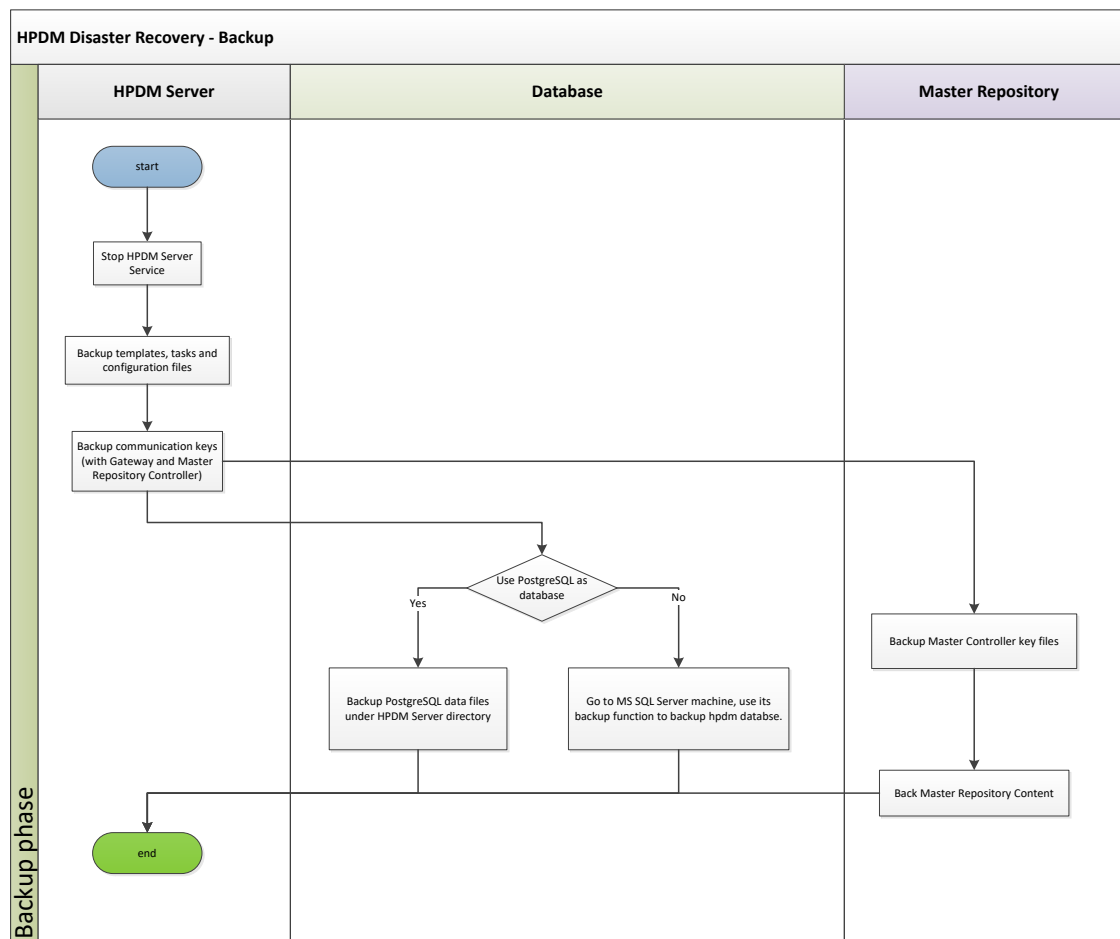 HPDM Disaster Recovery - Backup
HPDM Server
Database
Master Repository
start
Stop HPDM Server
Service
Backup templates, tasks and
configuration files
Backup communication keys
(with Gateway and Master
Repository Controller)
Use PostgreSQL as
database
Yes
No
Backup Master Controller key files
Backup PostgreSQL data files
under HPDM Server directory
Go to MS SQL Server machine, use its
backup function to backup hpdm databse.
Back Master Repository Content
end
Backup phase